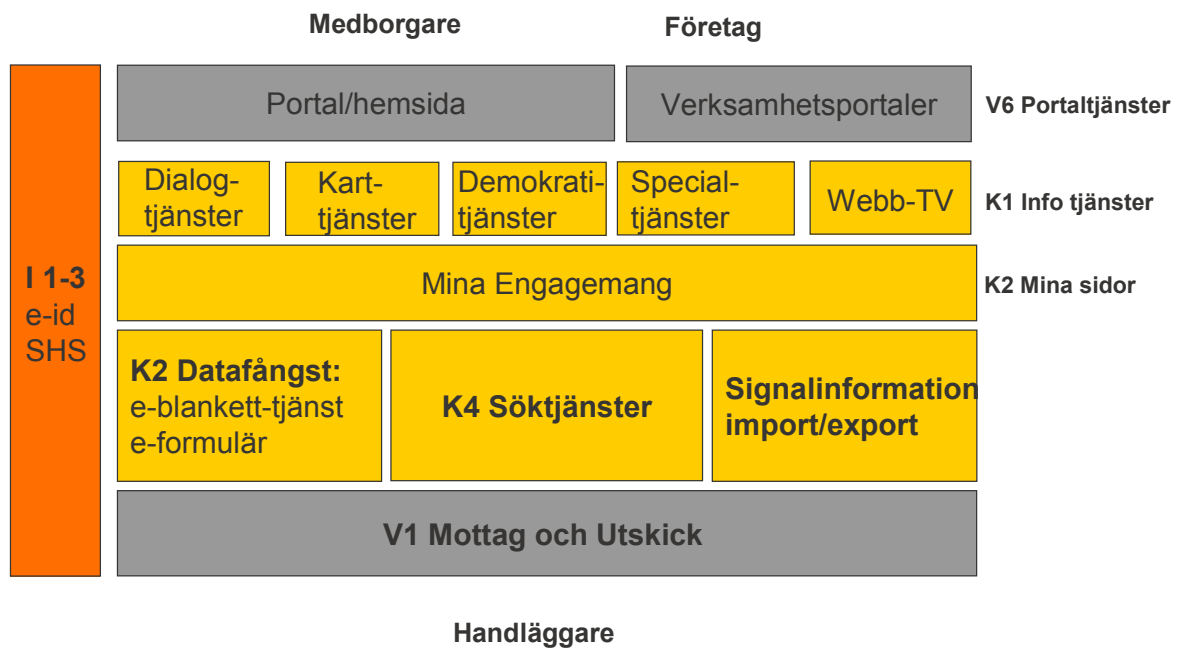 Medborgare
Företag
Portal/hemsida
Verksamhetsportaler
V6 Portaltjänster
Dialog-
tjänster
Kart-
tjänster
Demokrati-
tjänster
Special-
tjänster
Webb-TV
K1 Info tjänster
I 1-3
e-id
SHS
Mina Engagemang
K2 Mina sidor
K2 Datafångst:
e-blankett-tjänst
e-formulär
K4 Söktjänster
Signalinformation
import/export
V1 Mottag och Utskick
Handläggare